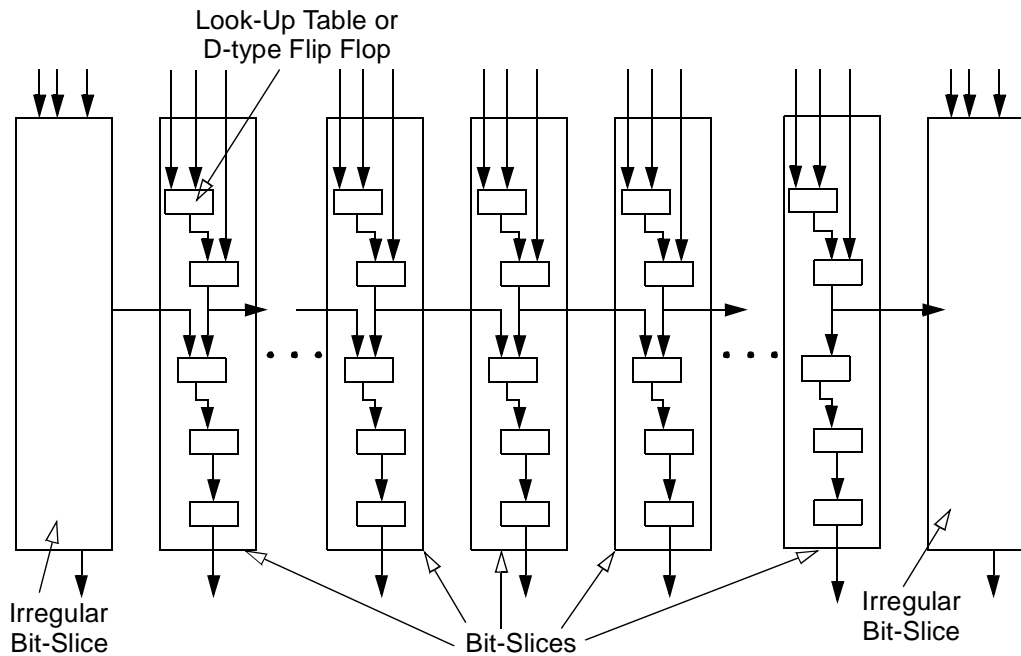 Look-Up Table or
D-type Flip Flop
Irregular
Bit-Slice
Bit-Slices
Irregular
Bit-Slice